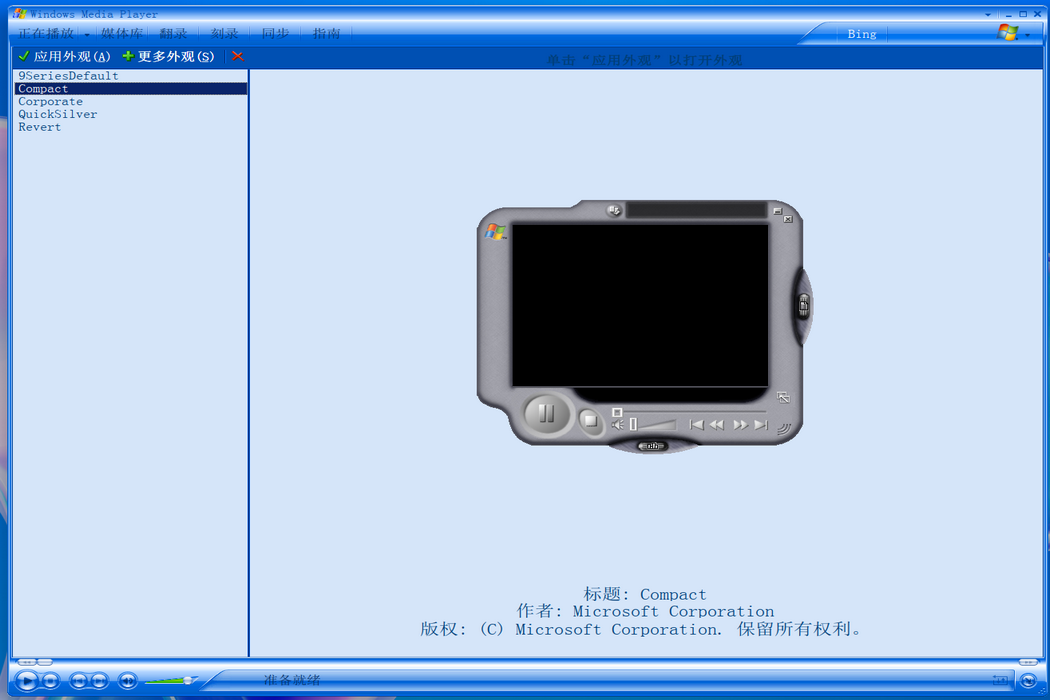 Windows Media Player
正在播放 媒体库 翻录 刻录 同步 指南 Bing
应用外观(A) 更多外观(S) 单击“应用外观”以打开外观
9SeriesDefault
Compact
Corporate
QuickSilver
Revert
标题: Compact
作者: Microsoft Corporation
版权: (C) Microsoft Corporation. 保留所有权利。
准备就绪